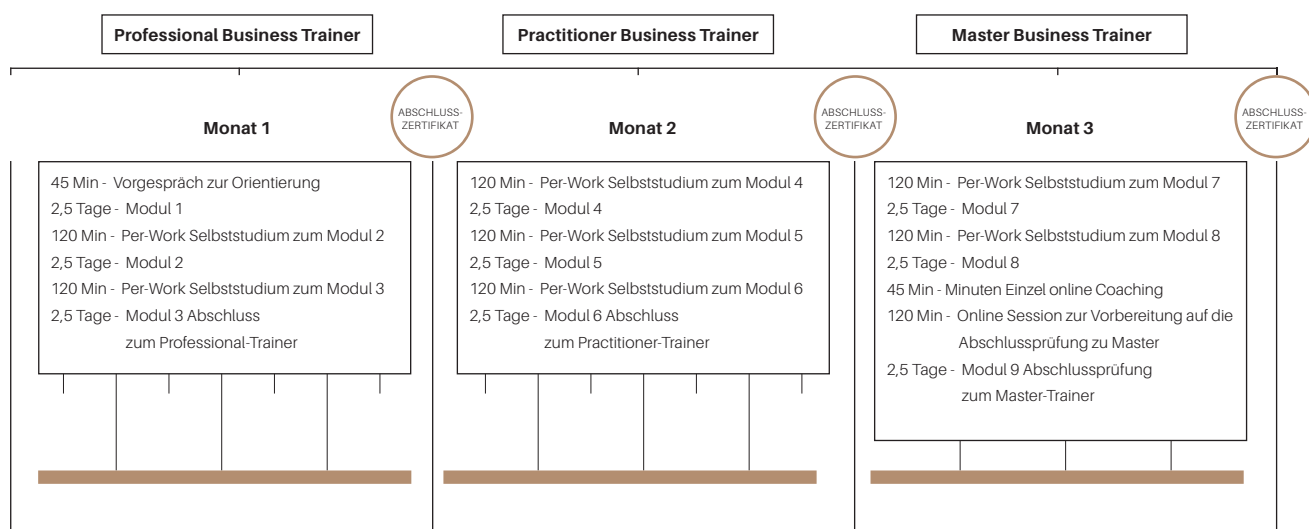 Professional Business Trainer
Practitioner Business Trainer
Master Business Trainer
ABSCHLUSS-
ZERTIFIKAT
ABSCHLUSS-
ZERTIFIKAT
ABSCHLUSS-
ZERTIFIKAT
Monat 1
Monat 2
Monat 3
45 Min - Vorgespräch zur Orientierung
2,5 Tage - Modul 1
120 Min - Per-Work Selbststudium zum Modul 2
2,5 Tage - Modul 2
120 Min - Per-Work Selbststudium zum Modul 3
2,5 Tage - Modul 3 Abschluss
zum Professional-Trainer
120 Min - Per-Work Selbststudium zum Modul 4
2,5 Tage - Modul 4
120 Min - Per-Work Selbststudium zum Modul 5
2,5 Tage - Modul 5
120 Min - Per-Work Selbststudium zum Modul 6
2,5 Tage - Modul 6 Abschluss
zum Practitioner-Trainer
120 Min - Per-Work Selbststudium zum Modul 7
2,5 Tage - Modul 7
120 Min - Per-Work Selbststudium zum Modul 8
2,5 Tage - Modul 8
45 Min - Minuten Einzel online Coaching
120 Min - Online Session zur Vorbereitung auf die
Abschlussprüfung zu Master
2,5 Tage - Modul 9 Abschlussprüfung
zum Master-Trainer